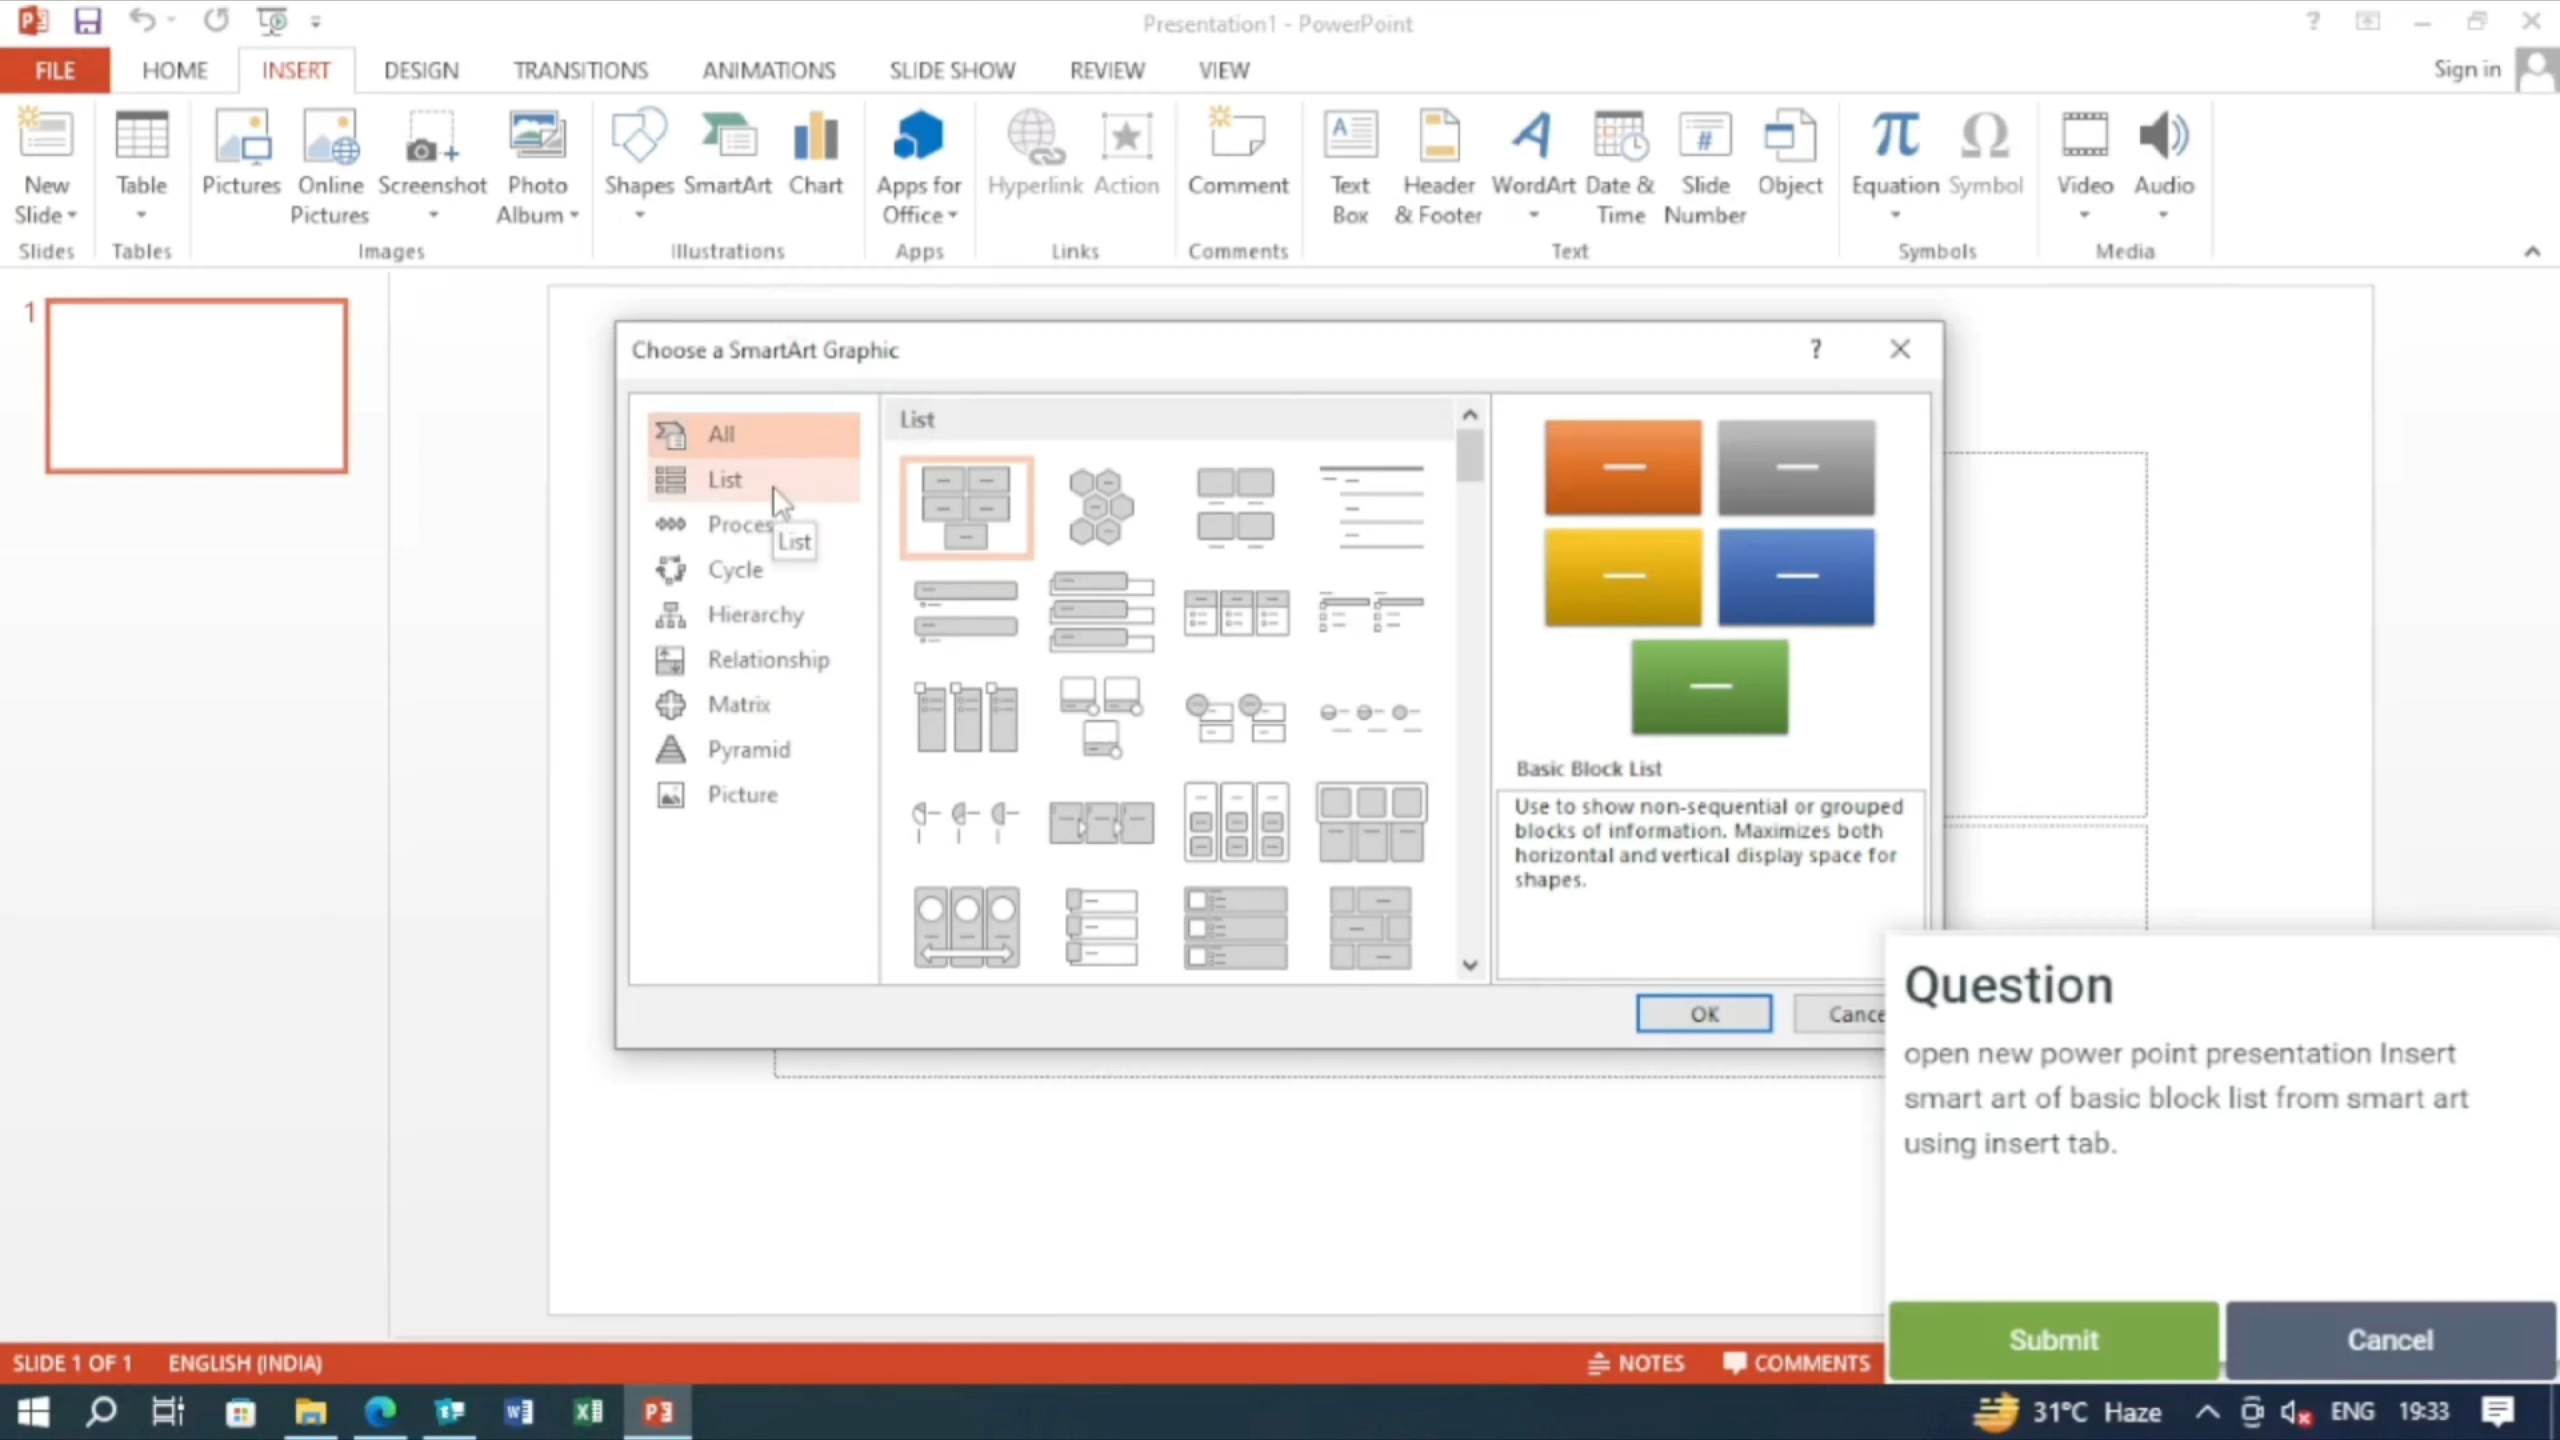 Presentation1 - PowerPoint
FILE
HOME
INSERT
DESIGN
TRANSITIONS
ANIMATIONS
SLIDE SHOW
REVIEW
VIEW
Sign in
New Slide
Table
Pictures
Online Pictures
Screenshot
Photo Album
Shapes
SmartArt
Chart
Apps for Office
Hyperlink
Action
Comment
Text Box
Header & Footer
WordArt
Date & Time
Slide Number
Object
Equation
Symbol
Video
Audio
Slides
Tables
Images
Illustrations
Apps
Links
Comments
Text
Symbols
Media
1
Choose a SmartArt Graphic
All
List
Proces
List
Cycle
Hierarchy
Relationship
Matrix
Pyramid
Picture
List
Basic Block List
Use to show non-sequential or grouped
blocks of information. Maximizes both
horizontal and vertical display space for
shapes.
OK
Cance
Question
open new power point presentation Insert
smart art of basic block list from smart art
using insert tab.
Submit
Cancel
SLIDE 1 OF 1
ENGLISH (INDIA)
NOTES
COMMENTS
31°C Haze
ENG
19:33